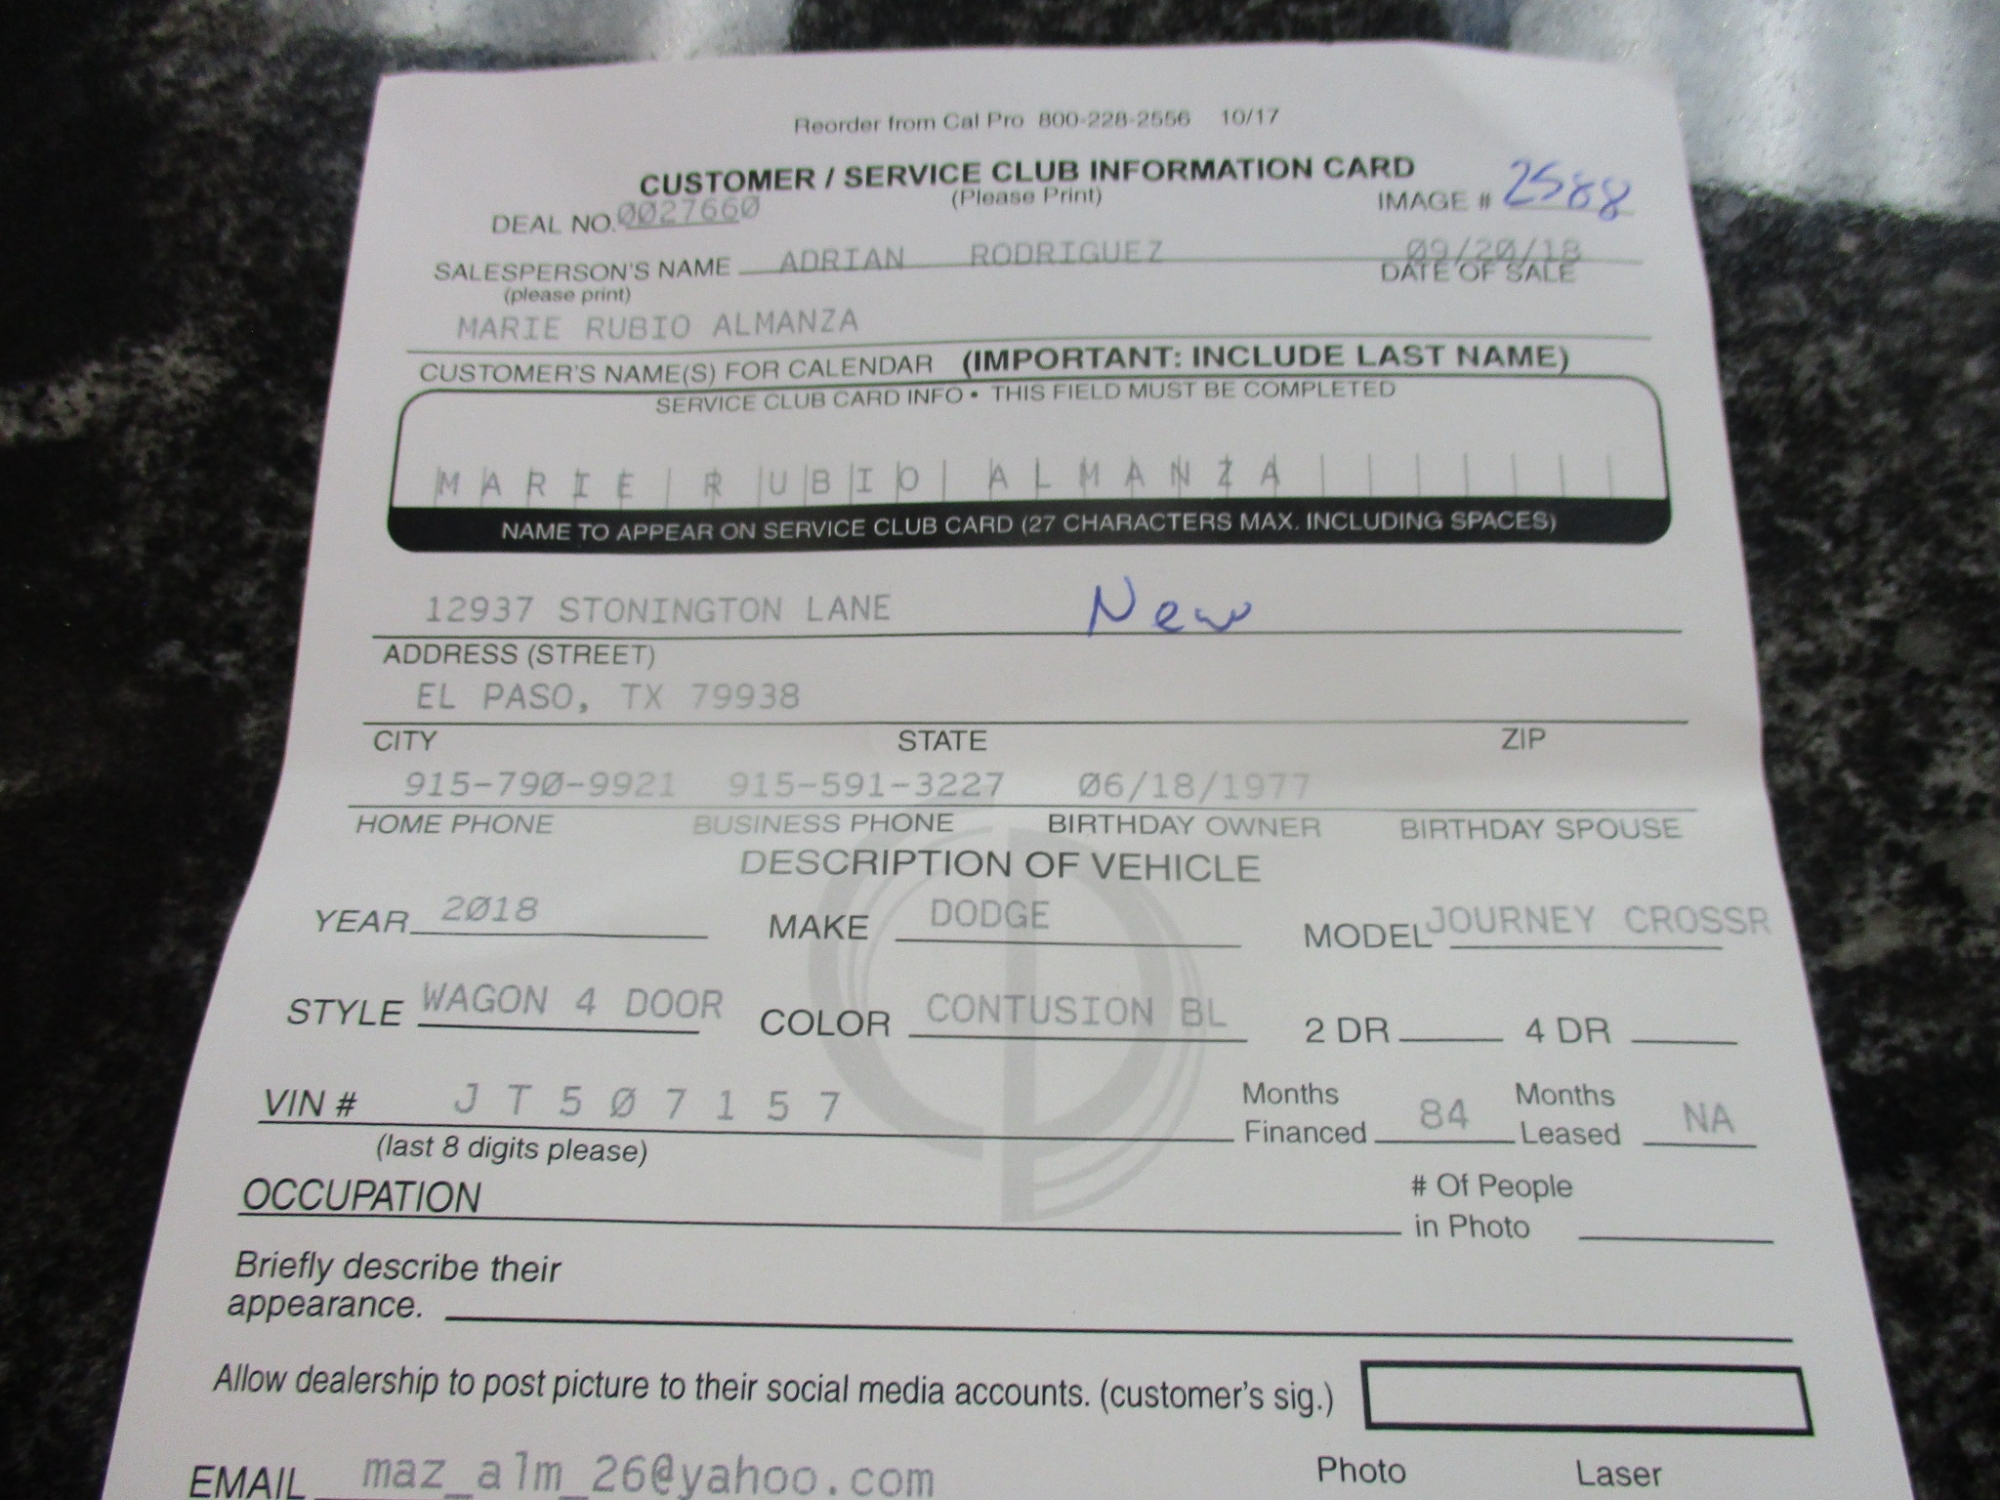 Reorder from Cal Pro 800-228-2556 10/17
CUSTOMER / SERVICE CLUB INFORMATION CARD
(Please Print)
DEAL NO. 0027660 IMAGE # 2588
SALESPERSON'S NAME ADRIAN RODRIGUEZ 09/20/18
(please print) DATE OF SALE
MARIE RUBIO ALMANZA
CUSTOMER'S NAME(S) FOR CALENDAR (IMPORTANT: INCLUDE LAST NAME)
SERVICE CLUB CARD INFO • THIS FIELD MUST BE COMPLETED
MARIE RUBIO ALMANZA
NAME TO APPEAR ON SERVICE CLUB CARD (27 CHARACTERS MAX. INCLUDING SPACES)
12937 STONINGTON LANE New
ADDRESS (STREET)
EL PASO, TX 79938
CITY STATE ZIP
915-790-9921 915-591-3227 06/18/1977
HOME PHONE BUSINESS PHONE BIRTHDAY OWNER BIRTHDAY SPOUSE
DESCRIPTION OF VEHICLE
YEAR 2018 MAKE DODGE MODEL JOURNEY CROSSR
STYLE WAGON 4 DOOR COLOR CONTUSION BL 2 DR 4 DR
VIN # JT507157 Months Financed 84 Months Leased NA
(last 8 digits please)
OCCUPATION # Of People in Photo
Briefly describe their
appearance.
Allow dealership to post picture to their social media accounts. (customer's sig.)
EMAIL maz_alm_26@yahoo.com Photo Laser